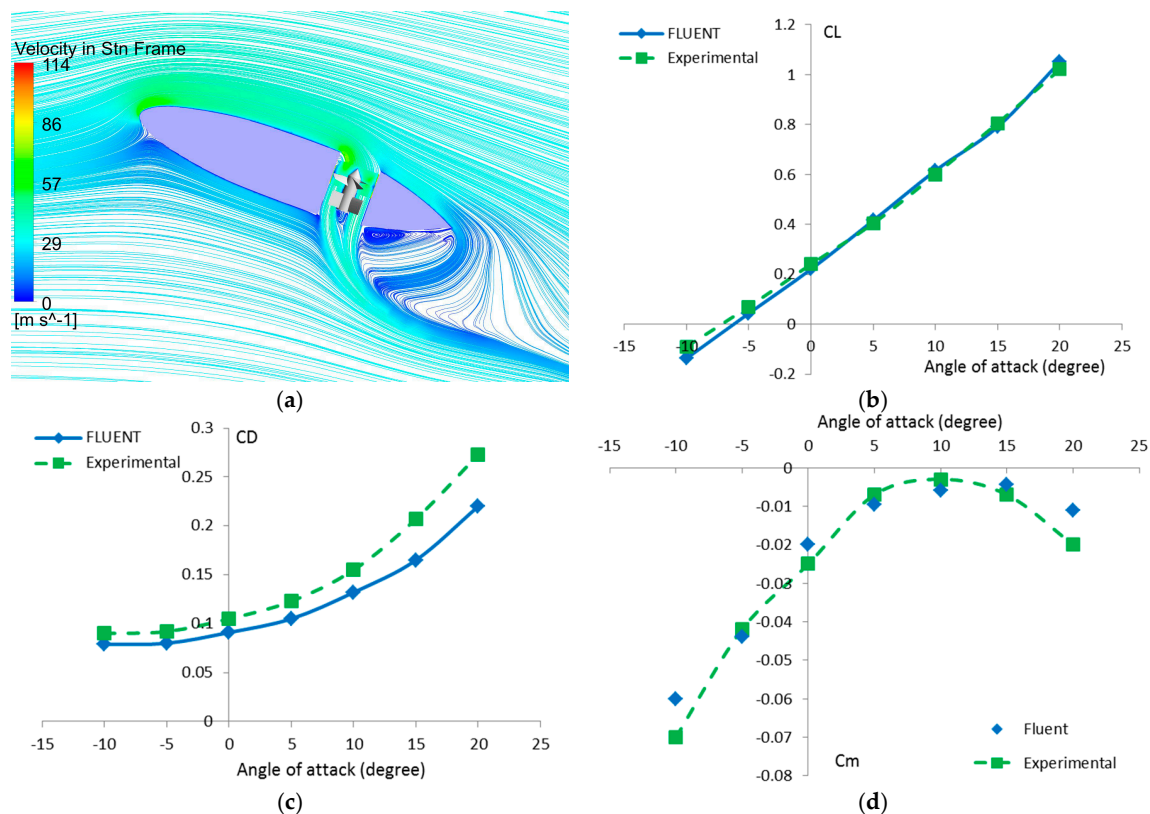 Velocity in Stn Frame
114
86
57
29
0
[m s^-1]
(a)
FLUENT
Experimental
CL
1.2
1
0.8
0.6
0.4
0.2
0
-0.2
-15 -10 -5 0 5 10 15 20 25
Angle of attack (degree)
(b)
FLUENT
Experimental
CD
0.3
0.25
0.2
0.15
0.1
0.05
0
-15 -10 -5 0 5 10 15 20 25
Angle of attack (degree)
(c)
Angle of attack (degree)
-15 -10 -5 0 5 10 15 20 25
0
-0.01
-0.02
-0.03
-0.04
-0.05
-0.06
-0.07
-0.08
Fluent
Experimental
Cm
(d)